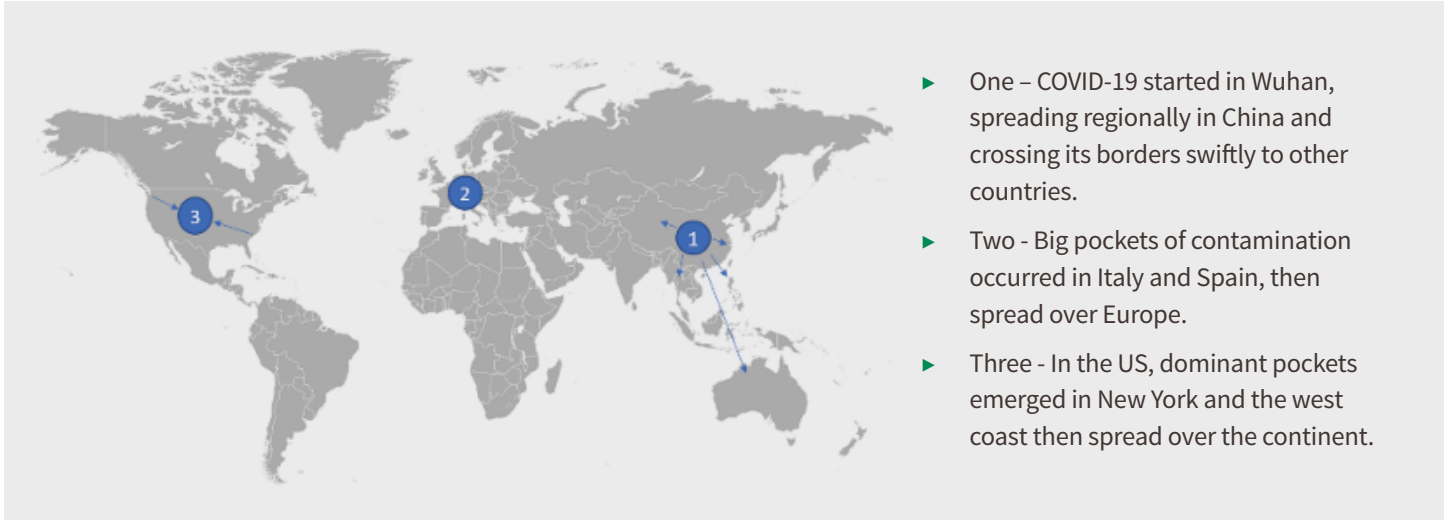 One – COVID-19 started in Wuhan,
spreading regionally in China and
crossing its borders swiftly to other
countries.
Two - Big pockets of contamination
occurred in Italy and Spain, then
spread over Europe.
Three - In the US, dominant pockets
emerged in New York and the west
coast then spread over the continent.
3
2
1